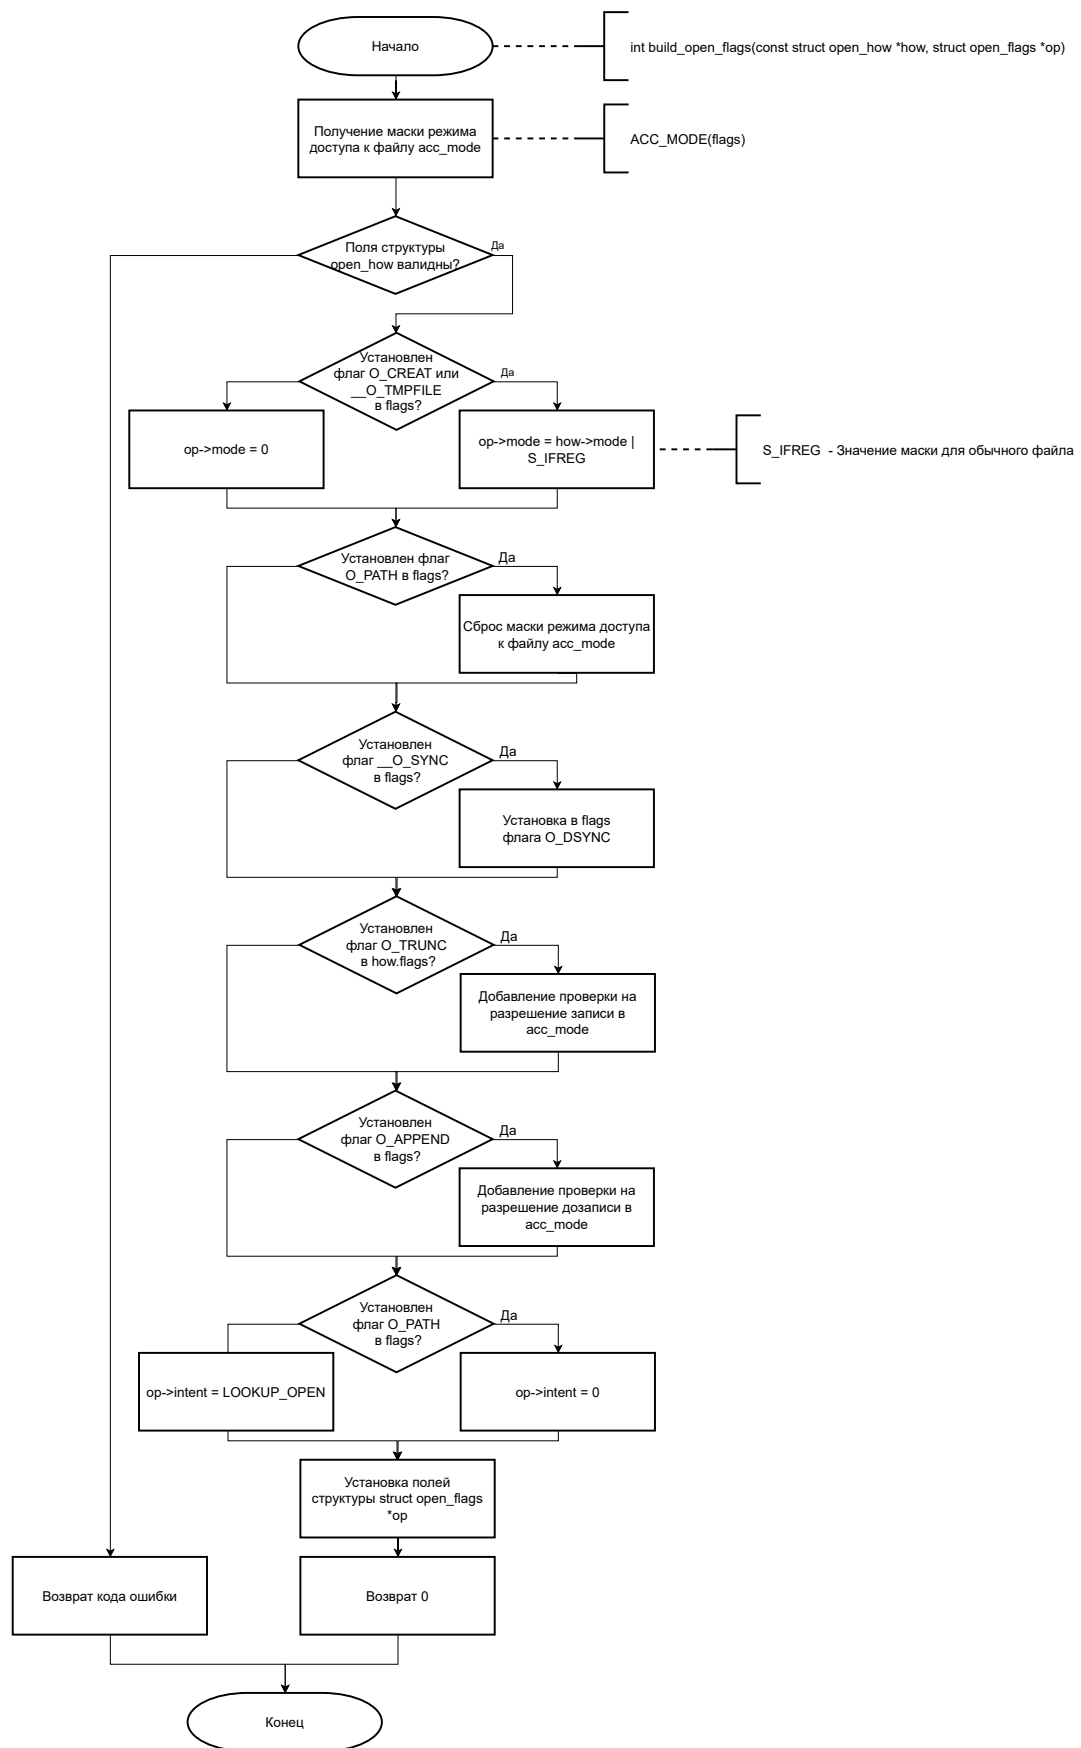 Начало
int build_open_flags(const struct open_how *how, struct open_flags *op)
Получение маски режима
доступа к файлу acc_mode
ACC_MODE(flags)
Поля структуры
open_how валидны?
Да
Установлен
флаг O_CREAT или
__O_TMPFILE
в flags?
Да
op->mode = 0
op->mode = how->mode |
S_IFREG
S_IFREG - Значение маски для обычного файла
Установлен флаг
O_PATH в flags?
Да
Сброс маски режима доступа
к файлу acc_mode
Установлен
флаг __O_SYNC
в flags?
Да
Установка в flags
флага O_DSYNC
Установлен
флаг O_TRUNC
в how.flags?
Да
Добавление проверки на
разрешение записи в
acc_mode
Установлен
флаг O_APPEND
в flags?
Да
Добавление проверки на
разрешение дозаписи в
acc_mode
Установлен
флаг O_PATH
в flags?
Да
op->intent = LOOKUP_OPEN
op->intent = 0
Установка полей
структуры struct open_flags
*op
Возврат кода ошибки
Возврат 0
Конец